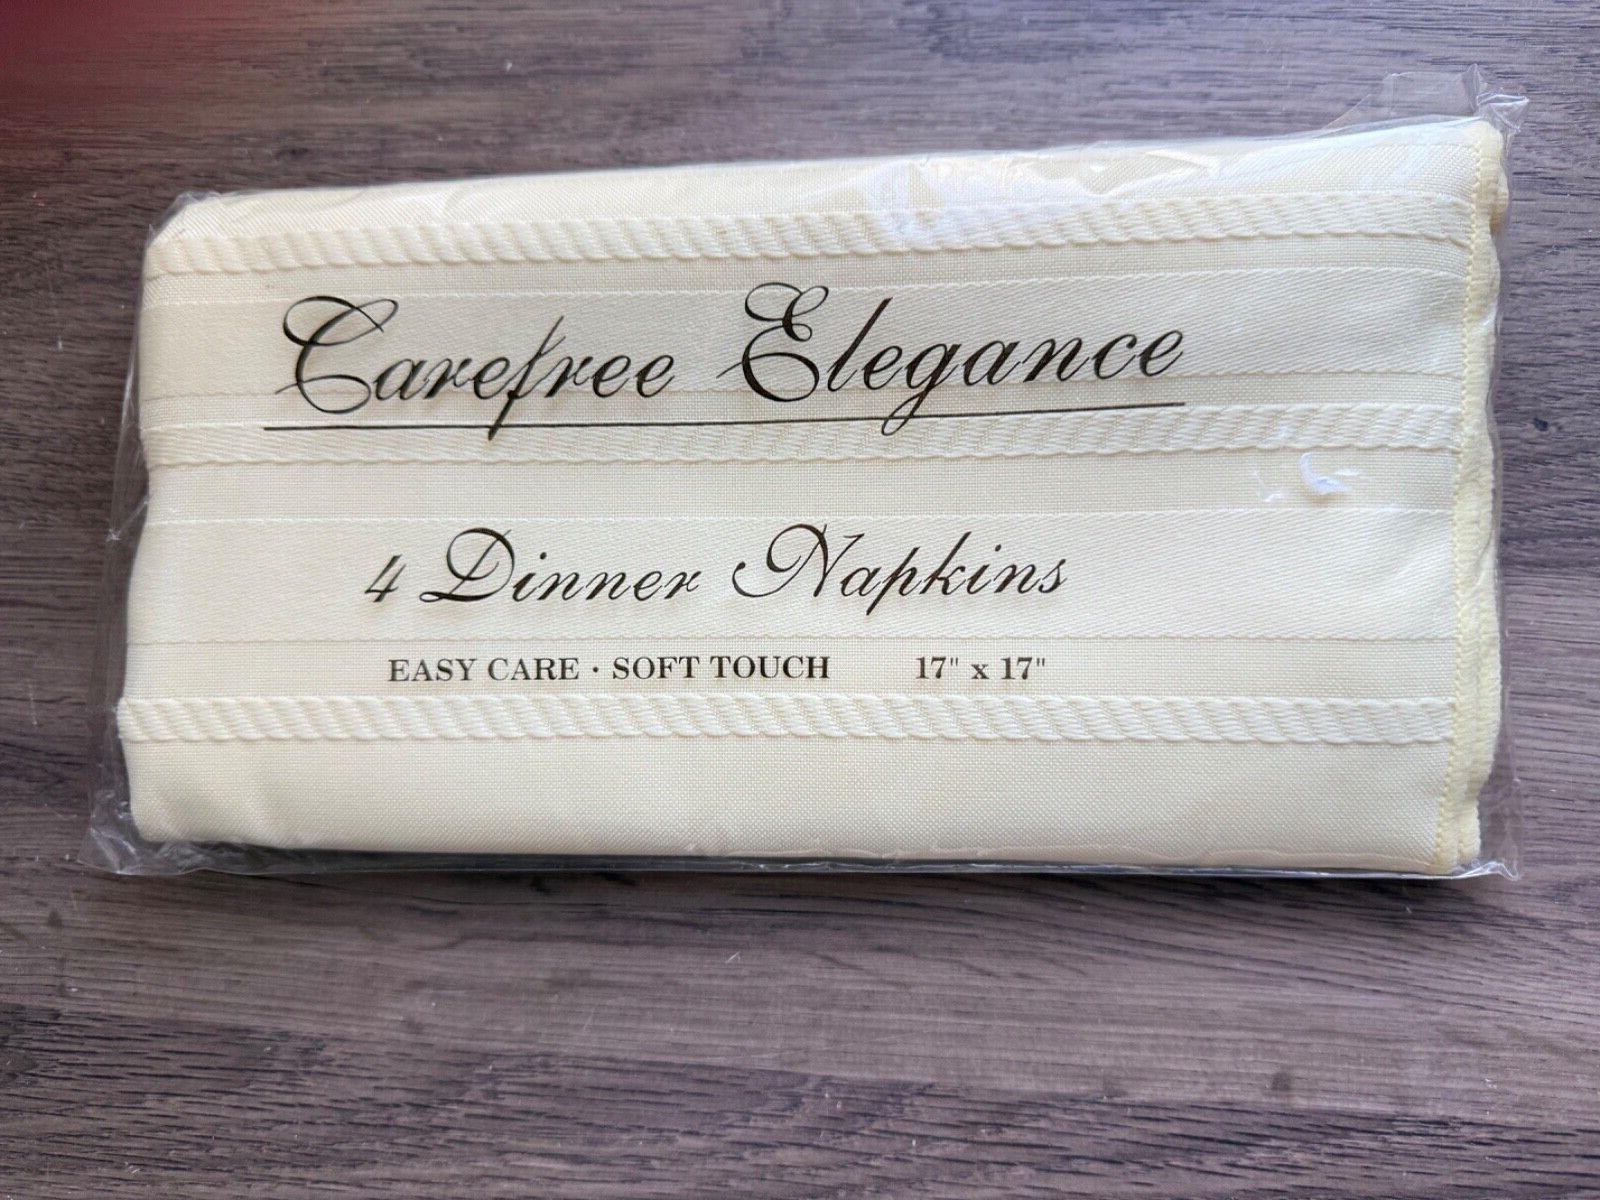 Carefree Elegance
4 Dinner Napkins
EASY CARE · SOFT TOUCH 17" x 17"